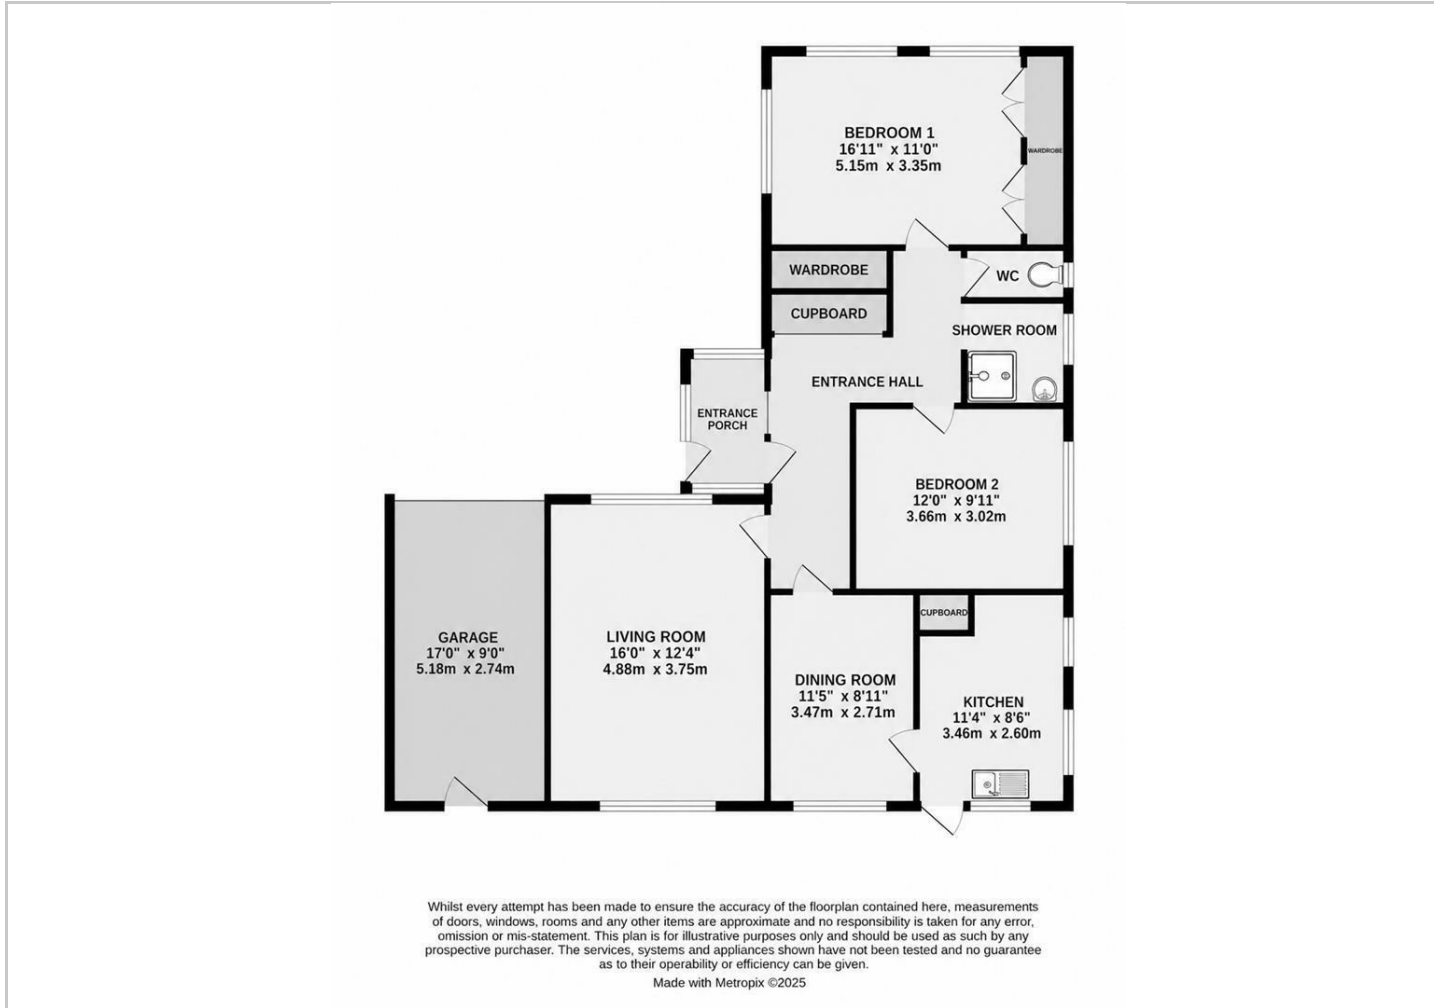 BEDROOM 1
16'11" x 11'0"
5.15m x 3.35m
WARDROBE
WARDROBE
WC
CUPBOARD
SHOWER ROOM
ENTRANCE HALL
ENTRANCE
PORCH
BEDROOM 2
12'0" x 9'11"
3.66m x 3.02m
CUPBOARD
GARAGE
17'0" x 9'0"
5.18m x 2.74m
LIVING ROOM
16'0" x 12'4"
4.88m x 3.75m
DINING ROOM
11'5" x 8'11"
3.47m x 2.71m
KITCHEN
11'4" x 8'6"
3.46m x 2.60m
Whilst every attempt has been made to ensure the accuracy of the floorplan contained here, measurements
of doors, windows, rooms and any other items are approximate and no responsibility is taken for any error,
omission or mis-statement. This plan is for illustrative purposes only and should be used as such by any
prospective purchaser. The services, systems and appliances shown have not been tested and no guarantee
as to their operability or efficiency can be given.
Made with Metropix ©2025